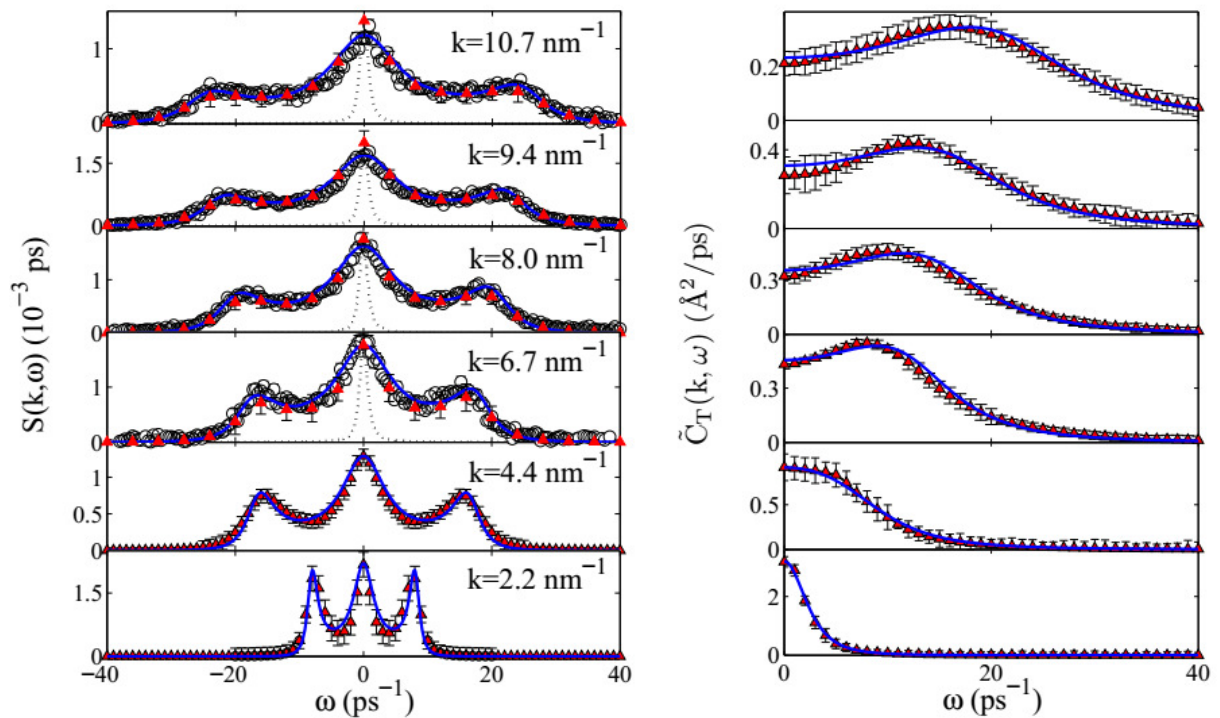 S(k,ω) (10⁻³ ps)
1
0
k=10.7 nm⁻¹
1.5
0
k=9.4 nm⁻¹
1
0
k=8.0 nm⁻¹
1
0
k=6.7 nm⁻¹
1
0.5
0
k=4.4 nm⁻¹
1.5
0
k=2.2 nm⁻¹
−40 −20 0 20 40
ω (ps⁻¹)
C̃_T(k, ω) (Å²/ps)
0.2
0
0.4
0
0.3
0
0.3
0
0.5
0
2
0
0 20 40
ω (ps⁻¹)